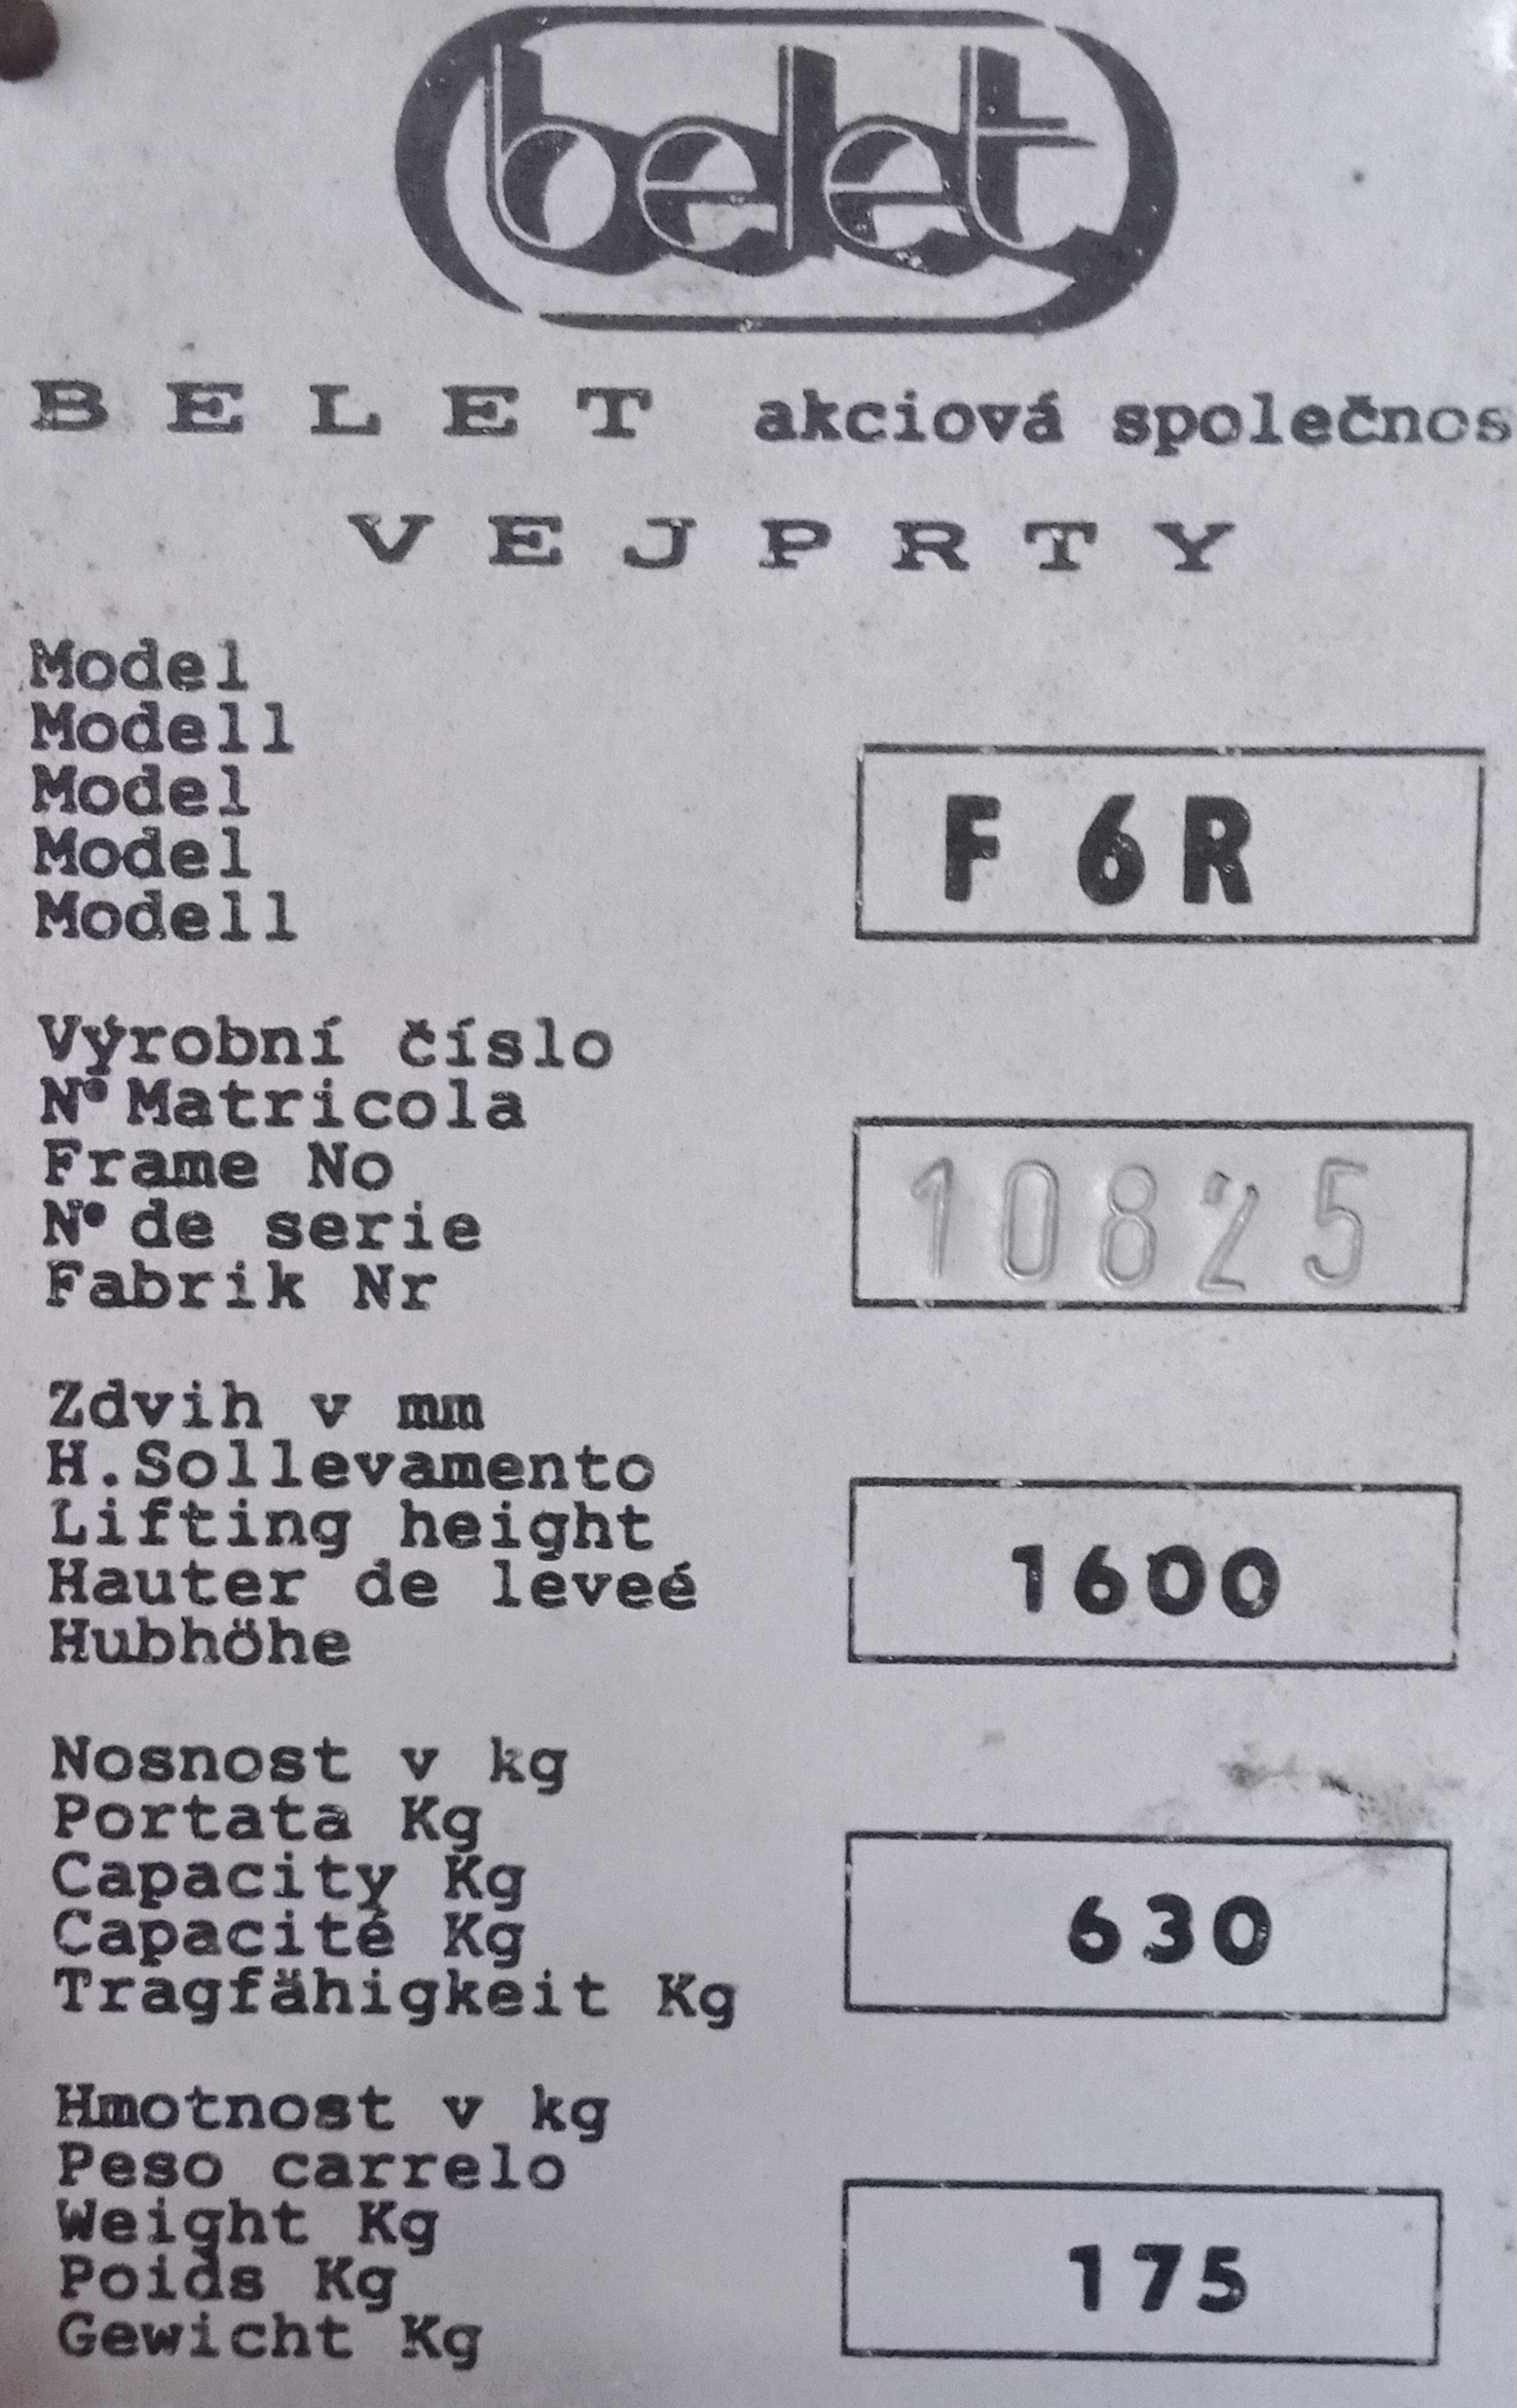 belet
BELET akciová společnos
VEJPRTY
Model
Modell
Model
Model
Modell
F 6R
Výrobní číslo
N° Matricola
Frame No
N° de serie
Fabrik Nr
10825
Zdvih v mm
H.Sollevamento
Lifting height
Hauter de leveé
Hubhöhe
1600
Nosnost v kg
Portata Kg
Capacity Kg
Capacité Kg
Tragfähigkeit Kg
630
Hmotnost v kg
Peso carrelo
Weight Kg
Poids Kg
Gewicht Kg
175